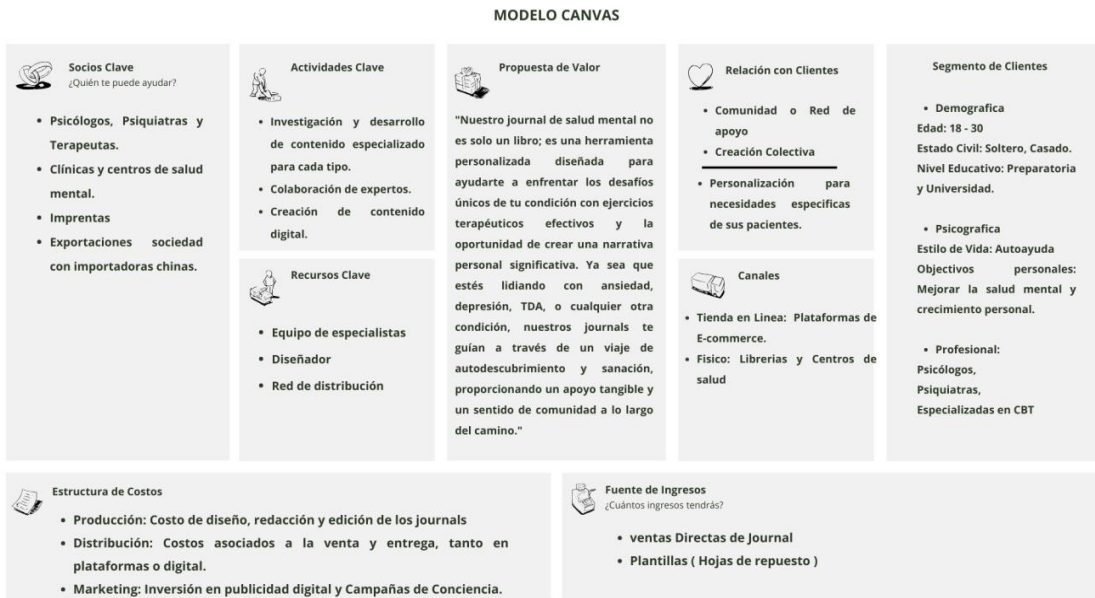 MODELO CANVAS
Socios Clave
¿Quién te puede ayudar?
• Psicólogos, Psiquiatras y
Terapeutas.
• Clínicas y centros de salud
mental.
• Imprentas
• Exportaciones sociedad
con importadoras chinas.
Actividades Clave
• Investigación y desarrollo
de contenido especializado
para cada tipo.
• Colaboración de expertos.
• Creación de contenido
digital.
Recursos Clave
• Equipo de especialistas
• Diseñador
• Red de distribución
Propuesta de Valor
"Nuestro journal de salud mental no
es solo un libro; es una herramienta
personalizada diseñada para
ayudarte a enfrentar los desafíos
únicos de tu condición con ejercicios
terapéuticos efectivos y la
oportunidad de crear una narrativa
personal significativa. Ya sea que
estés lidiando con ansiedad,
depresión, TDA, o cualquier otra
condición, nuestros journals te
guían a través de un viaje de
autodescubrimiento y sanación,
proporcionando un apoyo tangible y
un sentido de comunidad a lo largo
del camino."
Relación con Clientes
• Comunidad o Red de
apoyo
• Creación Colectiva
• Personalización para
necesidades especificas
de sus pacientes.
Canales
• Tienda en Linea: Plataformas de
E-commerce.
• Fisico: Librerias y Centros de
salud
Segmento de Clientes
• Demografica
Edad: 18 - 30
Estado Civil: Soltero, Casado.
Nivel Educativo: Preparatoria
y Universidad.
• Psicografica
Estilo de Vida: Autoayuda
Objectivos personales:
Mejorar la salud mental y
crecimiento personal.
• Profesional:
Psicólogos,
Psiquiatras,
Especializadas en CBT
Estructura de Costos
• Producción: Costo de diseño, redacción y edición de los journals
• Distribución: Costos asociados a la venta y entrega, tanto en
plataformas o digital.
• Marketing: Inversión en publicidad digital y Campañas de Conciencia.
Fuente de Ingresos
¿Cuántos ingresos tendrás?
• ventas Directas de Journal
• Plantillas ( Hojas de repuesto )